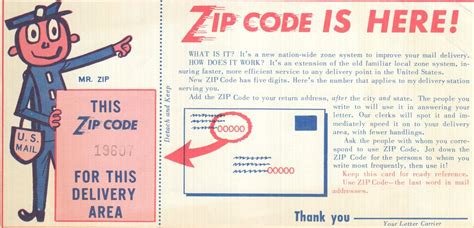 MR. ZIP
THIS
ZIP CODE
19607
FOR THIS
DELIVERY
AREA
U.S.
MAIL
Detach and Keep
ZIP CODE IS HERE!
WHAT IS IT? It's a new nation-wide zone system to improve your mail delivery.
HOW DOES IT WORK? It's an extension of the old familiar local zone system, in-
suring faster, more efficient service to any delivery point in the United States.
New ZIP Code has five digits. Here's the number that applies to my delivery station
serving you.
Add the ZIP Code to your return address, after the city and state. The people you
write to will use it in answering your
letter. Our clerks will spot it and im-
mediately speed it on to your delivery
area, with fewer handlings.
Ask the people with whom you corre-
spond to use ZIP Code. Jot down the
ZIP Code for the persons to whom you
write most frequently, then use it.
Keep this card for ready reference.
Use ZIP Code—the last word in mail
addresses.
00000
00000
Thank you
Your Letter Carrier